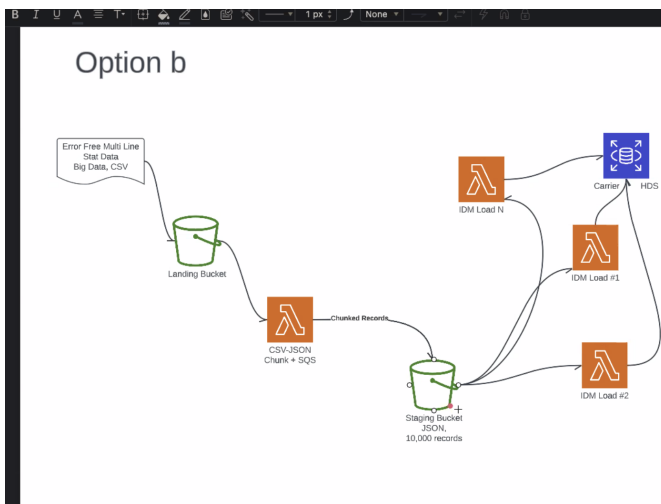 B I U A T
1 px
None
Option b
Error Free Multi Line
Stat Data
Big Data, CSV
Landing Bucket
CSV-JSON
Chunk + SQS
Chunked Records
Staging Bucket
JSON,
10,000 records
IDM Load N
Carrier HDS
IDM Load #1
IDM Load #2